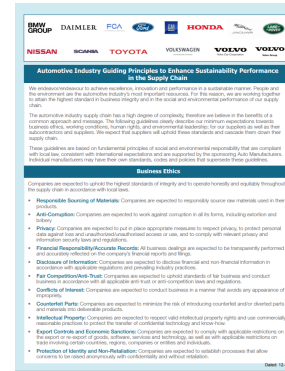 BMW
GROUP
DAIMLER
FCA
Ford
GM
HONDA
JAGUAR
LAND
ROVER
NISSAN
SCANIA
TOYOTA
VOLKSWAGEN
VOLVO
Volvo Car Corporation
VOLVO
Volvo Group
Automotive Industry Guiding Principles to Enhance Sustainability Performance
in the Supply Chain
We endeavor/endeavour to achieve excellence, innovation and performance in a sustainable manner. People and
the environment are the automotive industry's most important resources. For this reason, we are working together
to attain the highest standard in business integrity and in the social and environmental performance of our supply
chain.
The automotive industry supply chain has a high degree of complexity, therefore we believe in the benefits of a
common approach and message. The following guidelines clearly describe our minimum expectations towards
business ethics, working conditions, human rights, and environmental leadership; for our suppliers as well as their
subcontractors and suppliers. We expect that suppliers will uphold these standards and cascade them down their
supply chain.
These guidelines are based on fundamental principles of social and environmental responsibility that are compliant
with local law, consistent with international expectations and are supported by the sponsoring Auto Manufacturers.
Individual manufacturers may have their own standards, codes and policies that supersede these guidelines.
Business Ethics
Companies are expected to uphold the highest standards of integrity and to operate honestly and equitably throughout
the supply chain in accordance with local laws.
• Responsible Sourcing of Materials: Companies are expected to responsibly source raw materials used in their
products.
• Anti-Corruption: Companies are expected to work against corruption in all its forms, including extortion and
bribery
• Privacy: Companies are expected to put in place appropriate measures to respect privacy, to protect personal
data against loss and unauthorized/unauthorised access or use, and to comply with relevant privacy and
information security laws and regulations.
• Financial Responsibility/Accurate Records: All business dealings are expected to be transparently performed
and accurately reflected on the company's financial reports and filings.
• Disclosure of Information: Companies are expected to disclose financial and non-financial information in
accordance with applicable regulations and prevailing industry practices.
• Fair Competition/Anti-Trust: Companies are expected to uphold standards of fair business and conduct
business in accordance with all applicable anti trust or anti-competition laws and regulations.
• Conflicts of Interest: Companies are expected to conduct business in a manner that avoids any appearance of
impropriety.
• Counterfeit Parts: Companies are expected to minimize the risk of introducing counterfeit and/or diverted parts
and materials into deliverable products.
• Intellectual Property: Companies are expected to respect valid intellectual property rights and use commercially
reasonable practices to protect the transfer of confidential technology and know-how.
• Export Controls and Economic Sanctions: Companies are expected to comply with applicable restrictions on
the export or re-export of goods, software, services and technology, as well as with applicable restrictions on
trade involving certain countries, regions, companies or entities and individuals.
• Protection of Identity and Non-Retaliation: Companies are expected to establish processes that allow
concerns to be raised anonymously with confidentiality and without retaliation.
Dated: 12.